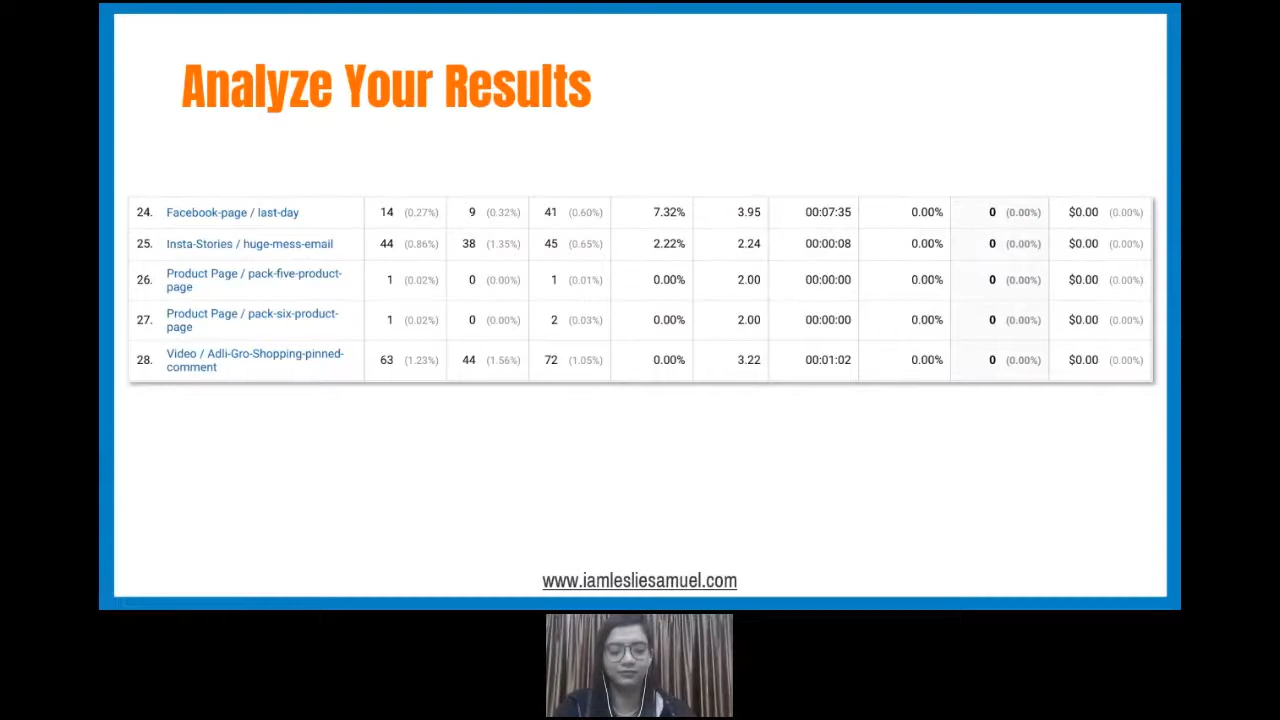 Analyze Your Results
24. Facebook-page / last-day 14 (0.27%) 9 (0.32%) 41 (0.60%) 7.32% 3.95 00:07:35 0.00% 0 (0.00%) $0.00 (0.00%)
25. Insta-Stories / huge-mess-email 44 (0.86%) 38 (1.35%) 45 (0.65%) 2.22% 2.24 00:00:08 0.00% 0 (0.00%) $0.00 (0.00%)
26. Product Page / pack-five-product-
page 1 (0.02%) 0 (0.00%) 1 (0.01%) 0.00% 2.00 00:00:00 0.00% 0 (0.00%) $0.00 (0.00%)
27. Product Page / pack-six-product-
page 1 (0.02%) 0 (0.00%) 2 (0.03%) 0.00% 2.00 00:00:00 0.00% 0 (0.00%) $0.00 (0.00%)
28. Video / Adli-Gro-Shopping-pinned-
comment 63 (1.23%) 44 (1.56%) 72 (1.05%) 0.00% 3.22 00:01:02 0.00% 0 (0.00%) $0.00 (0.00%)
www.iamlesliesamuel.com